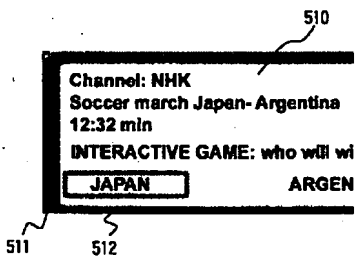 510
Channel: NHK
Soccer march Japan- Argentina
12:32 min
INTERACTIVE GAME: who will wi
JAPAN ARGEN
511 512